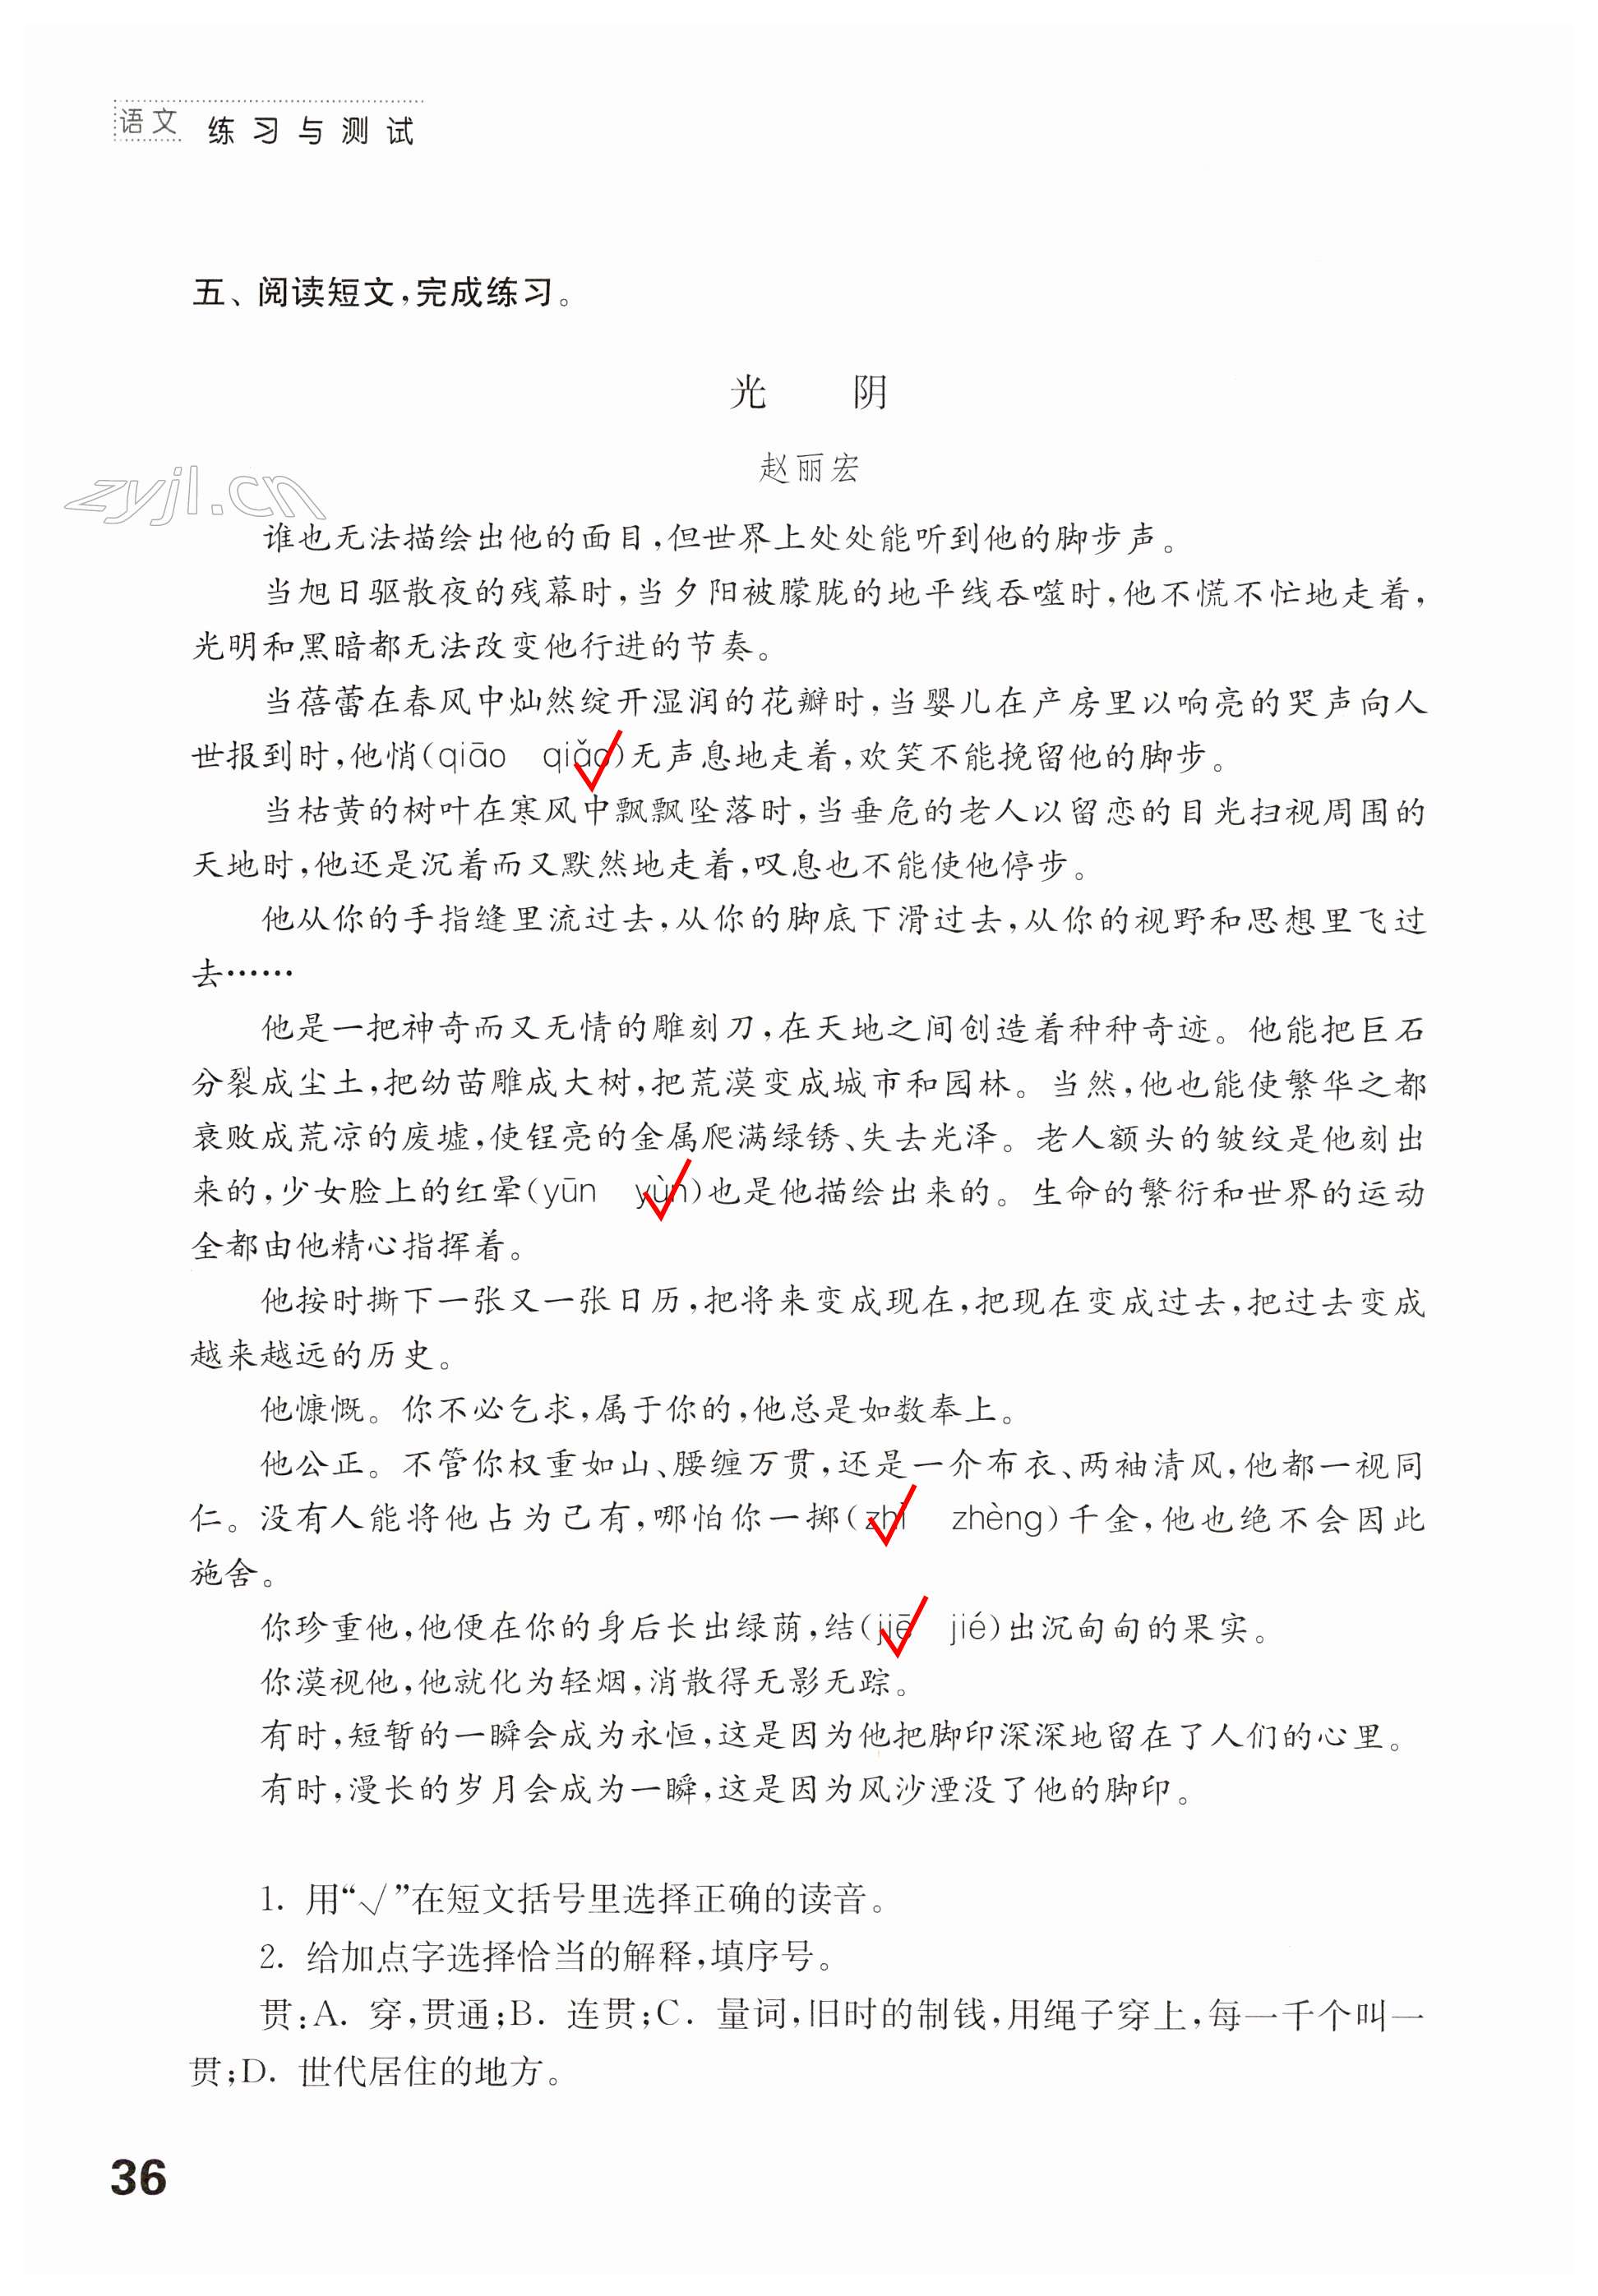 语文 练习与测试
五、阅读短文,完成练习。
光 阴
赵丽宏
zyjl.cn
谁也无法描绘出他的面目,但世界上处处能听到他的脚步声。
当旭日驱散夜的残幕时,当夕阳被朦胧的地平线吞噬时,他不慌不忙地走着,
光明和黑暗都无法改变他行进的节奏。
当蓓蕾在春风中灿然绽开湿润的花瓣时,当婴儿在产房里以响亮的哭声向人
世报到时,他悄(qiāo qiǎo)无声息地走着,欢笑不能挽留他的脚步。
当枯黄的树叶在寒风中飘飘坠落时,当垂危的老人以留恋的目光扫视周围的
天地时,他还是沉着而又默然地走着,叹息也不能使他停步。
他从你的手指缝里流过去,从你的脚底下滑过去,从你的视野和思想里飞过
去……
他是一把神奇而又无情的雕刻刀,在天地之间创造着种种奇迹。他能把巨石
分裂成尘土,把幼苗雕成大树,把荒漠变成城市和园林。当然,他也能使繁华之都
衰败成荒凉的废墟,使锃亮的金属爬满绿锈、失去光泽。老人额头的皱纹是他刻出
来的,少女脸上的红晕(yūn yùn)也是他描绘出来的。生命的繁衍和世界的运动
全都由他精心指挥着。
他按时撕下一张又一张日历,把将来变成现在,把现在变成过去,把过去变成
越来越远的历史。
他慷慨。你不必乞求,属于你的,他总是如数奉上。
他公正。不管你权重如山、腰缠万贯,还是一介布衣、两袖清风,他都一视同
仁。没有人能将他占为己有,哪怕你一掷(zhì zhèng)千金,他也绝不会因此
施舍。
你珍重他,他便在你的身后长出绿荫,结(jiē jié)出沉甸甸的果实。
你漠视他,他就化为轻烟,消散得无影无踪。
有时,短暂的一瞬会成为永恒,这是因为他把脚印深深地留在了人们的心里。
有时,漫长的岁月会成为一瞬,这是因为风沙湮没了他的脚印。
1. 用“√”在短文括号里选择正确的读音。
2. 给加点字选择恰当的解释,填序号。
贯:A. 穿,贯通;B. 连贯;C. 量词,旧时的制钱,用绳子穿上,每一千个叫一
贯;D. 世代居住的地方。
36